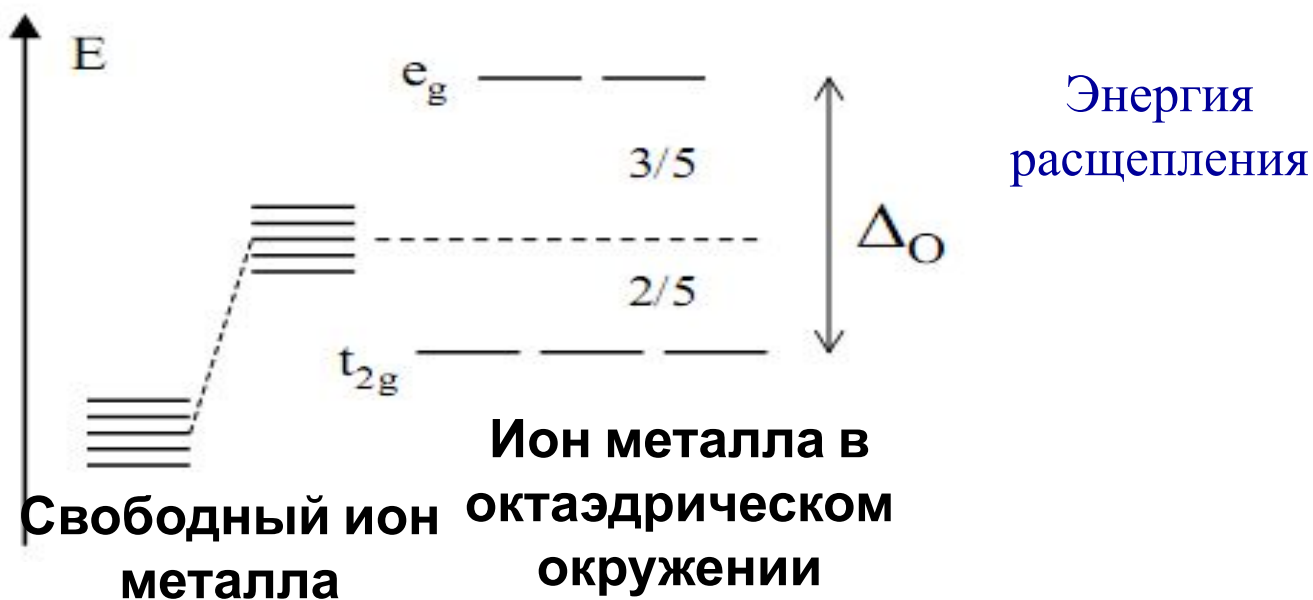 E
e_g
Энергия
расщепления
3/5
Δ_O
2/5
t_2g
Свободный ион
металла
Ион металла в
октаэдрическом
окружении